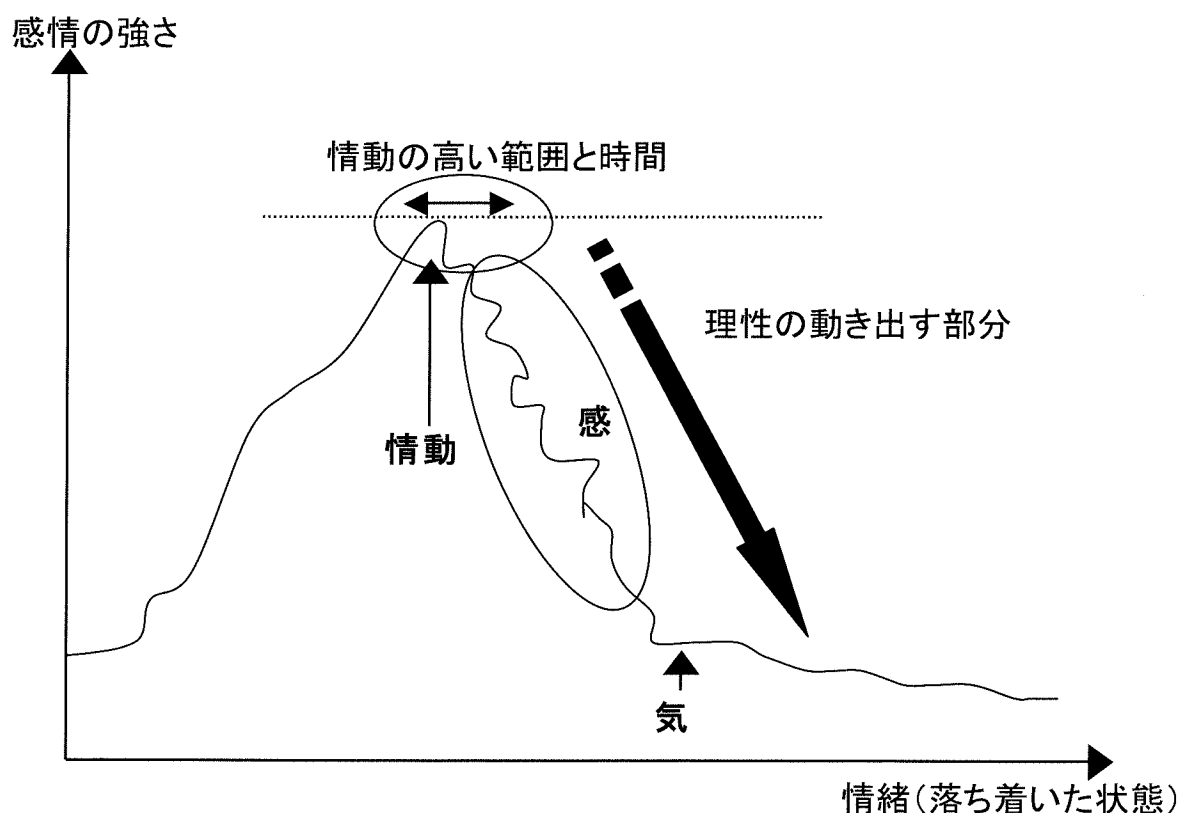 感情の強さ
情動の高い範囲と時間
理性の動き出す部分
感
情動
気
情緒(落ち着いた状態)